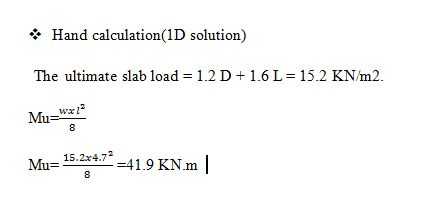 ❖ Hand calculation(1D solution)
The ultimate slab load = 1.2 D + 1.6 L = 15.2 KN/m2.
Mu=wxl²/8
Mu= 15.2x4.7²/8 =41.9 KN.m